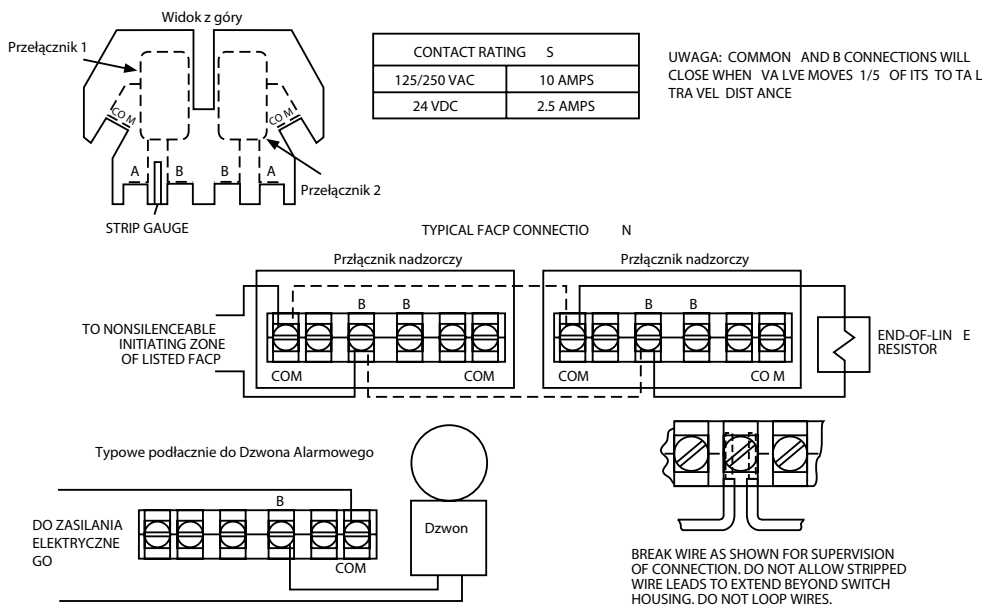 Widok z góry
Przełącznik 1
COM
COM
A B B A
Przełącznik 2
STRIP GAUGE
CONTACT RATING S
125/250 VAC 10 AMPS
24 VDC 2.5 AMPS
UWAGA: COMMON AND B CONNECTIONS WILL
CLOSE WHEN VA LVE MOVES 1/5 OF ITS TO TA L
TRA VEL DIST ANCE
TYPICAL FACP CONNECTIO N
Przłącznik nadzorczy
Przłącznik nadzorczy
B B
B B
TO NONSILENCEABLE
INITIATING ZONE
OF LISTED FACP
COM COM
COM CO M
END-OF-LIN E
RESISTOR
Typowe podłacznie do Dzwona Alarmowego
B
DO ZASILANIA
ELEKTRYCZNE
GO
COM
Dzwon
BREAK WIRE AS SHOWN FOR SUPERVISION
OF CONNECTION. DO NOT ALLOW STRIPPED
WIRE LEADS TO EXTEND BEYOND SWITCH
HOUSING. DO NOT LOOP WIRES.